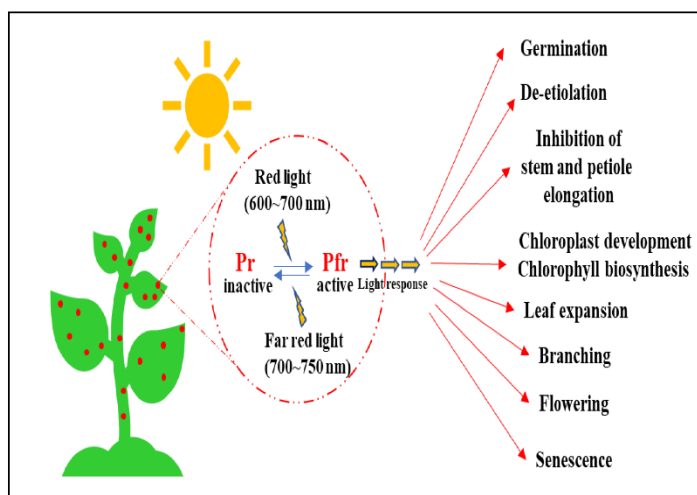 Red light
(600~700 nm)
Pr
inactive
Pfr
active
Light response
Far red light
(700~750 nm)
Germination
De-etiolation
Inhibition of
stem and petiole
elongation
Chloroplast development
Chlorophyll biosynthesis
Leaf expansion
Branching
Flowering
Senescence